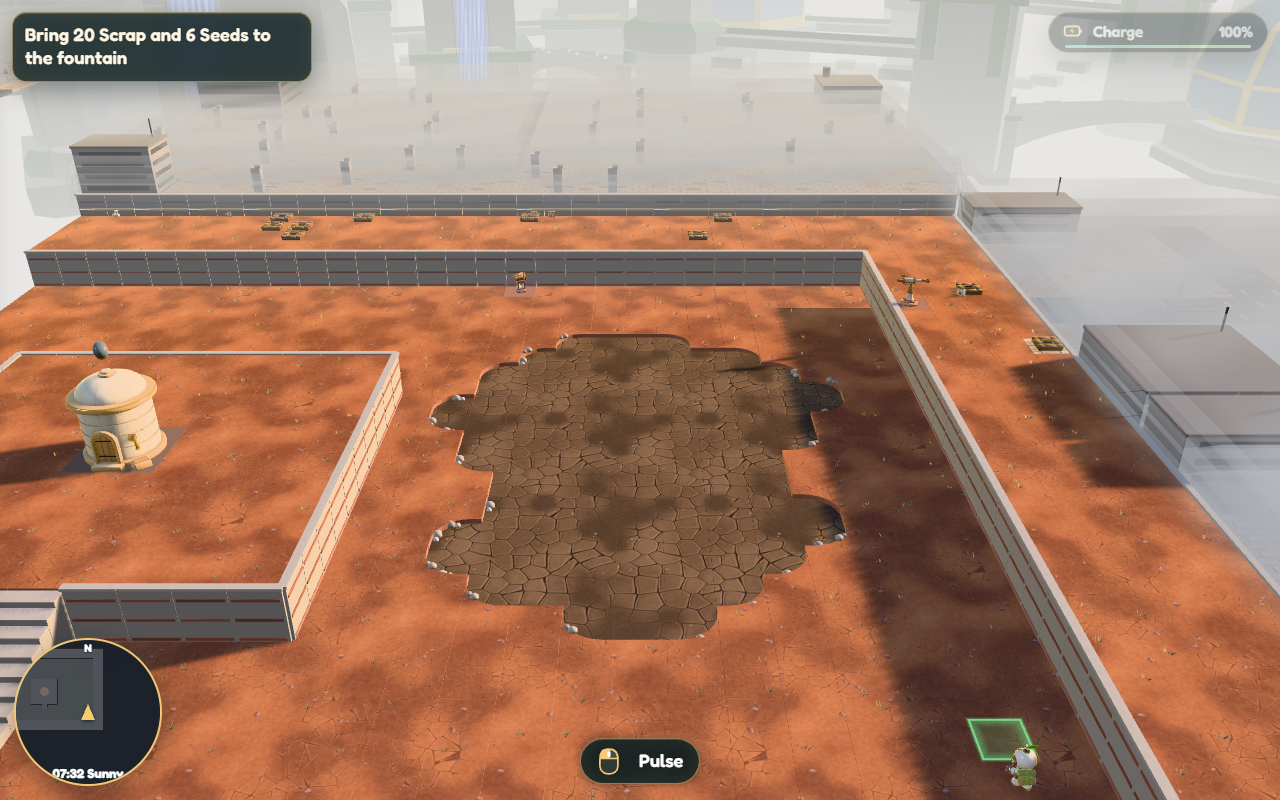 Bring 20 Scrap and 6 Seeds to
the fountain
Charge 100%
N
07:32 Sunny
Pulse